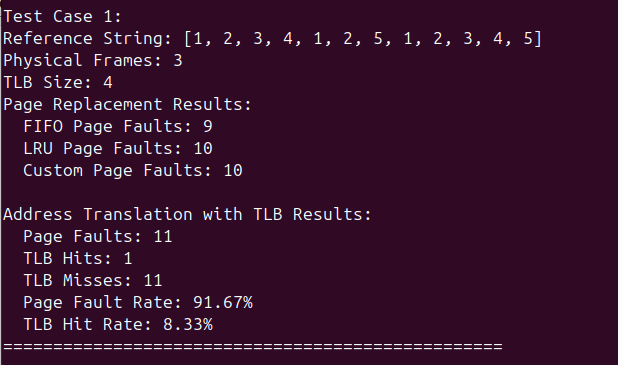 Test Case 1:
Reference String: [1, 2, 3, 4, 1, 2, 5, 1, 2, 3, 4, 5]
Physical Frames: 3
TLB Size: 4
Page Replacement Results:
  FIFO Page Faults: 9
  LRU Page Faults: 10
  Custom Page Faults: 10

Address Translation with TLB Results:
  Page Faults: 11
  TLB Hits: 1
  TLB Misses: 11
  Page Fault Rate: 91.67%
  TLB Hit Rate: 8.33%
==================================================